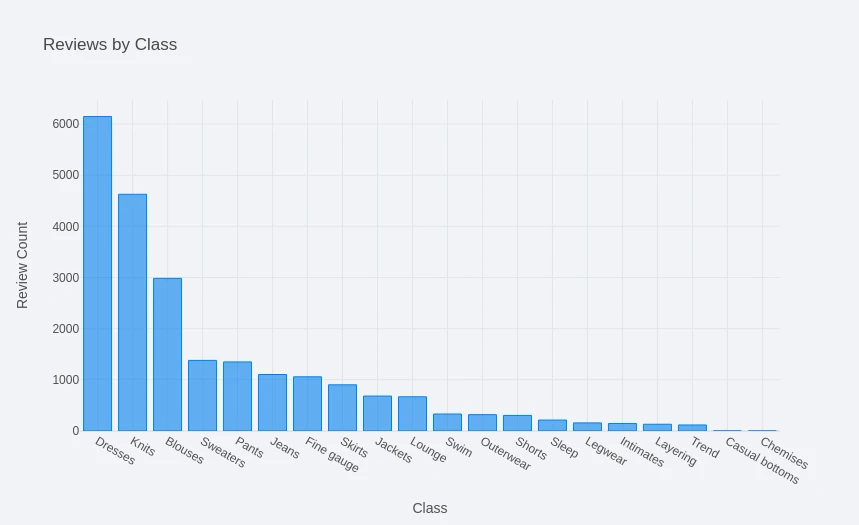 Reviews by Class
6000
5000
4000
3000
2000
1000
0
Review Count
Dresses
Knits
Blouses
Sweaters
Pants
Jeans
Fine gauge
Skirts
Jackets
Lounge
Swim
Outerwear
Shorts
Sleep
Legwear
Intimates
Layering
Trend
Casual bottoms
Chemises
Class